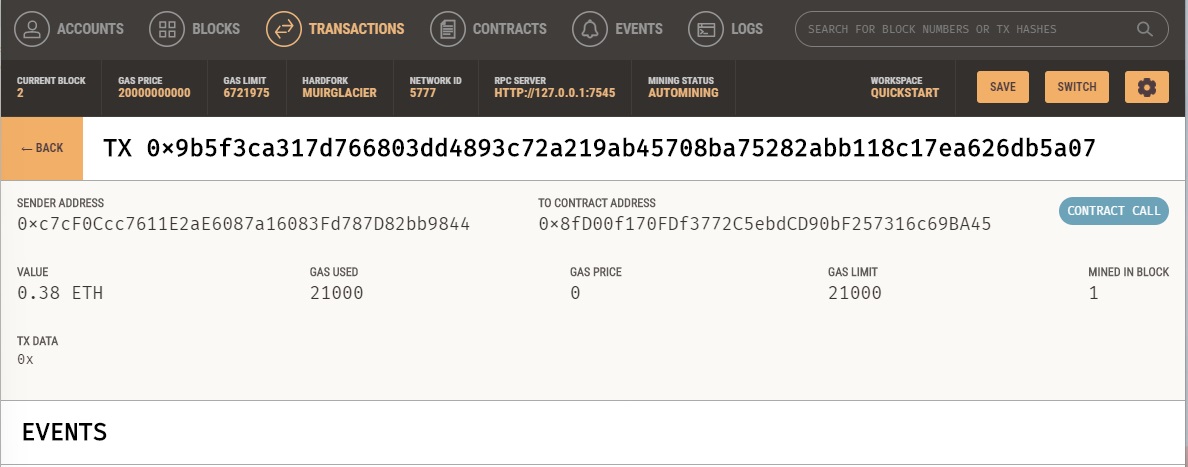 ACCOUNTS BLOCKS TRANSACTIONS CONTRACTS EVENTS LOGS SEARCH FOR BLOCK NUMBERS OR TX HASHES
CURRENT BLOCK GAS PRICE GAS LIMIT HARDFORK NETWORK ID RPC SERVER MINING STATUS WORKSPACE
2 20000000000 6721975 MUIRGLACIER 5777 HTTP://127.0.0.1:7545 AUTOMINING QUICKSTART SAVE SWITCH
← BACK TX 0×9b5f3ca317d766803dd4893c72a219ab45708ba75282abb118c17ea626db5a07
SENDER ADDRESS TO CONTRACT ADDRESS
0×c7cF0Ccc7611E2aE6087a16083Fd787D82bb9844 0×8fD00f170FDf3772C5ebdCD90bF257316c69BA45 CONTRACT CALL
VALUE GAS USED GAS PRICE GAS LIMIT MINED IN BLOCK
0.38 ETH 21000 0 21000 1
TX DATA
0x
EVENTS